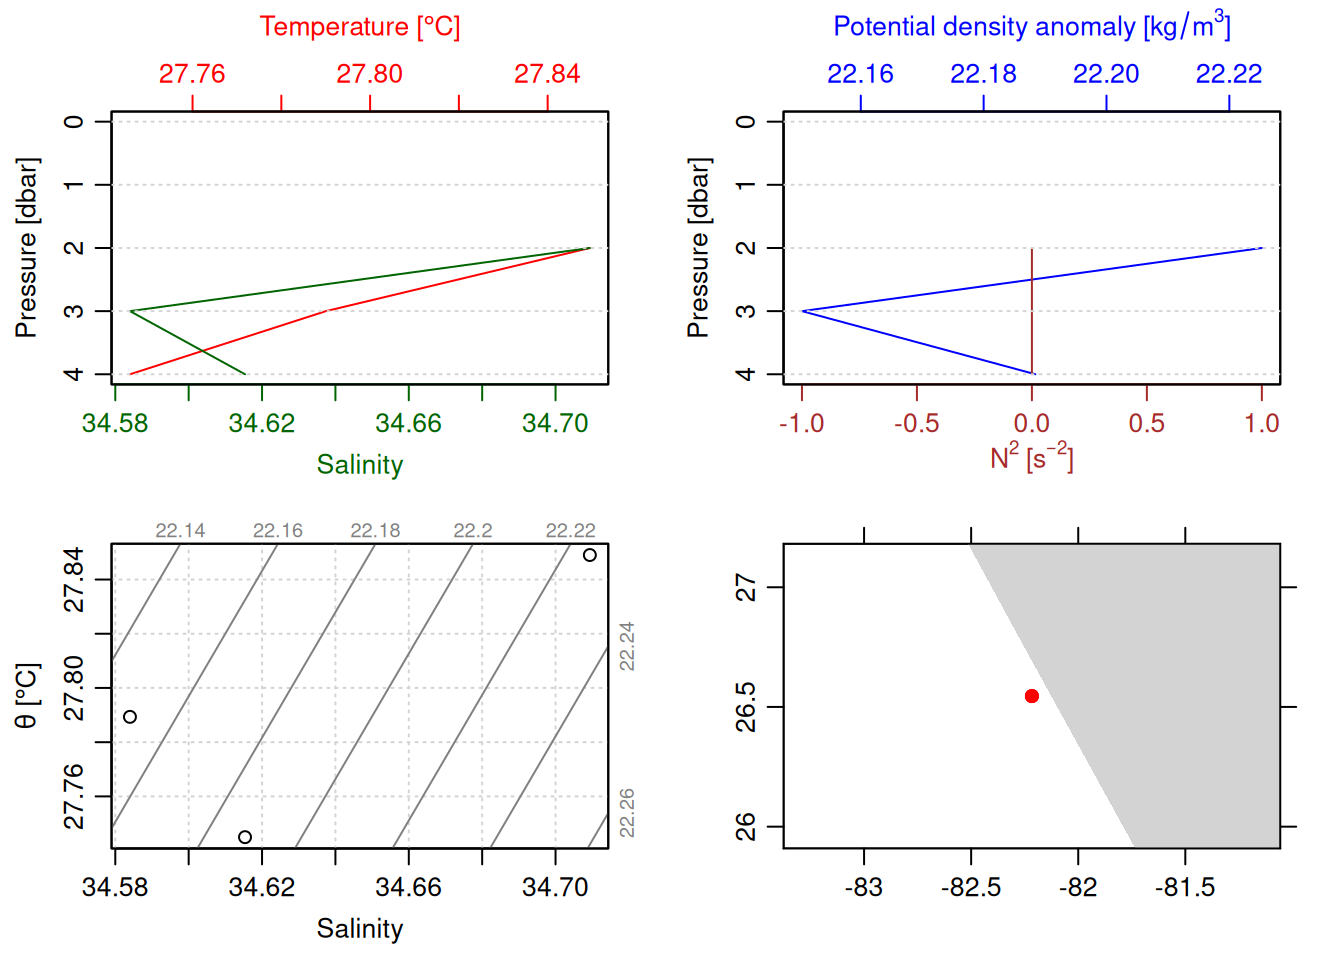 Temperature [°C]
27.76 27.80 27.84
Pressure [dbar]
0
1
2
3
4
34.58 34.62 34.66 34.70
Salinity
Potential density anomaly [kg/m³]
22.16 22.18 22.20 22.22
Pressure [dbar]
0
1
2
3
4
-1.0 -0.5 0.0 0.5 1.0
N² [s⁻²]
22.14 22.16 22.18 22.2 22.22
22.24
22.26
θ [°C]
27.84
27.80
27.76
34.58 34.62 34.66 34.70
Salinity
27
26.5
26
-83 -82.5 -82 -81.5